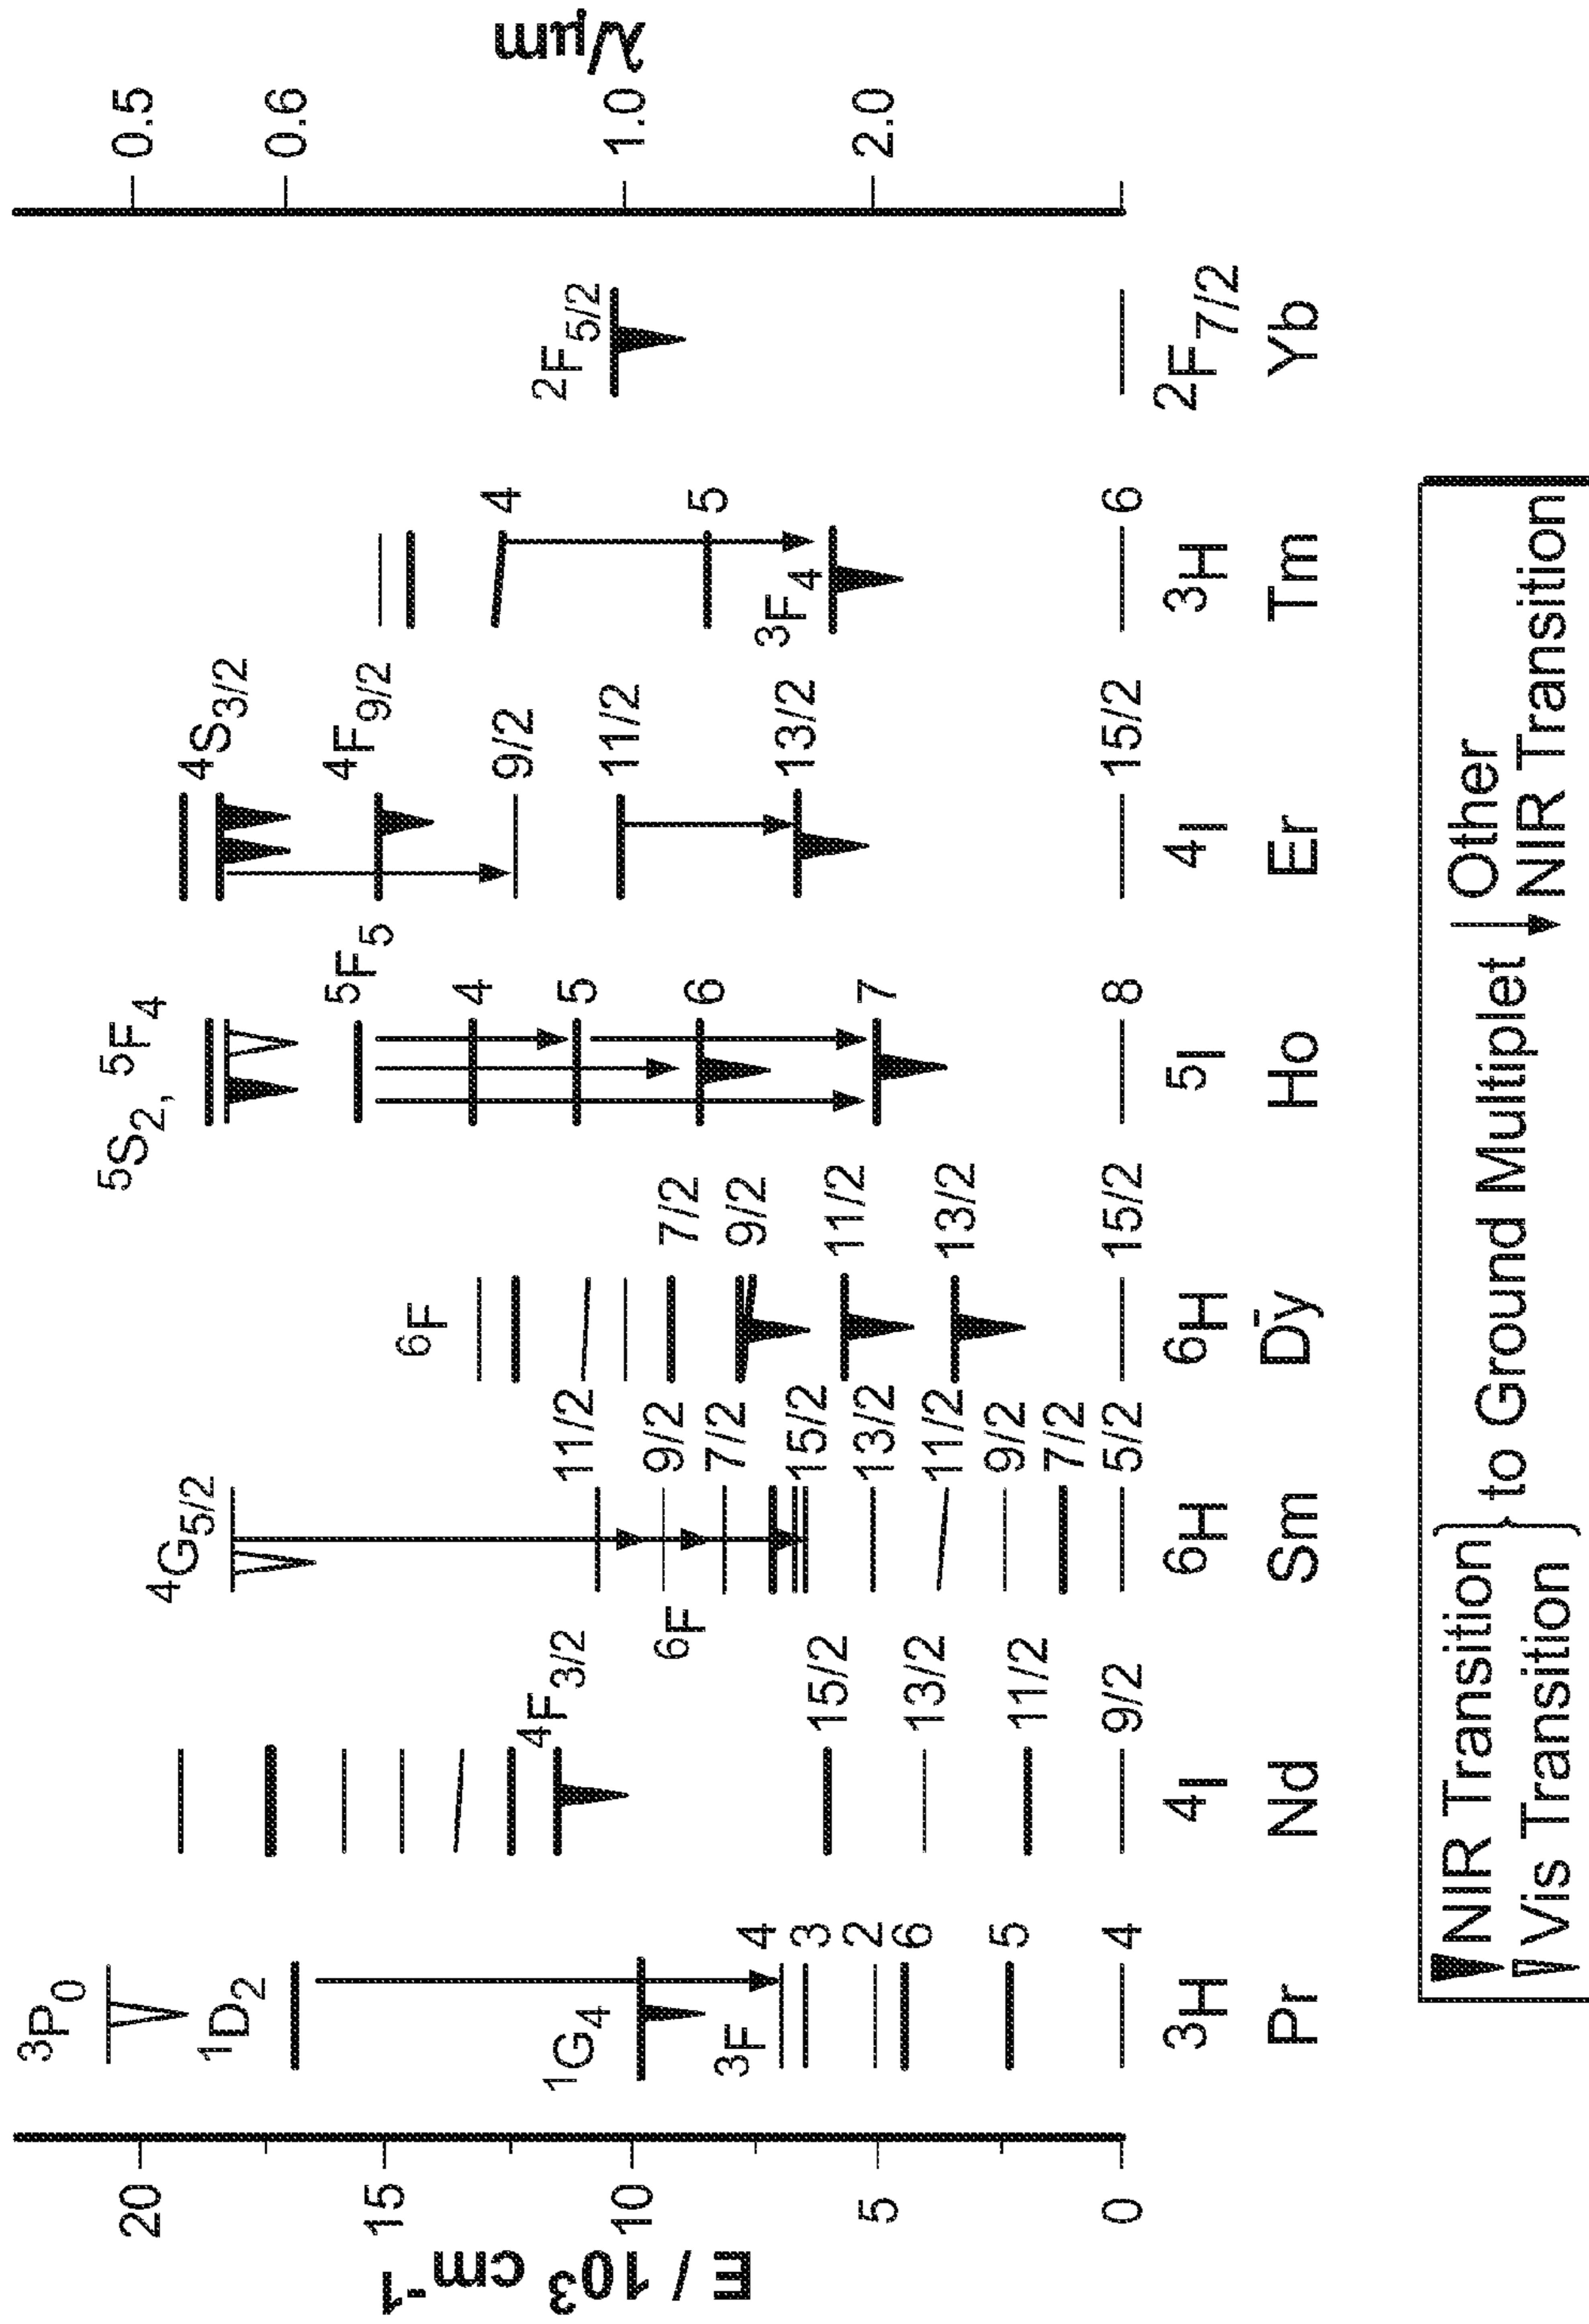 E / 10³ cm⁻¹
20
15
10
5
0
³P₀
¹D₂
¹G₄
³F
4
3
2
6
5
4
³H
Pr
⁴F₃/₂
15/2
13/2
11/2
9/2
⁴I
Nd
⁴G₅/₂
11/2
9/2
⁶F
7/2
15/2
13/2
11/2
9/2
7/2
5/2
⁶H
Sm
⁶F
7/2
9/2
11/2
13/2
15/2
⁶H
Dy
⁵S₂, ⁵F₄
⁵F₅
4
5
6
7
8
⁵I
Ho
⁴S₃/₂
⁴F₉/₂
9/2
11/2
13/2
15/2
⁴I
Er
4
5
³F₄
6
³H
Tm
²F₅/₂
²F₇/₂
Yb
0.5
0.6
1.0
2.0
λ/µm
NIR Transition
Vis Transition
to Ground Multiplet
Other
NIR Transition